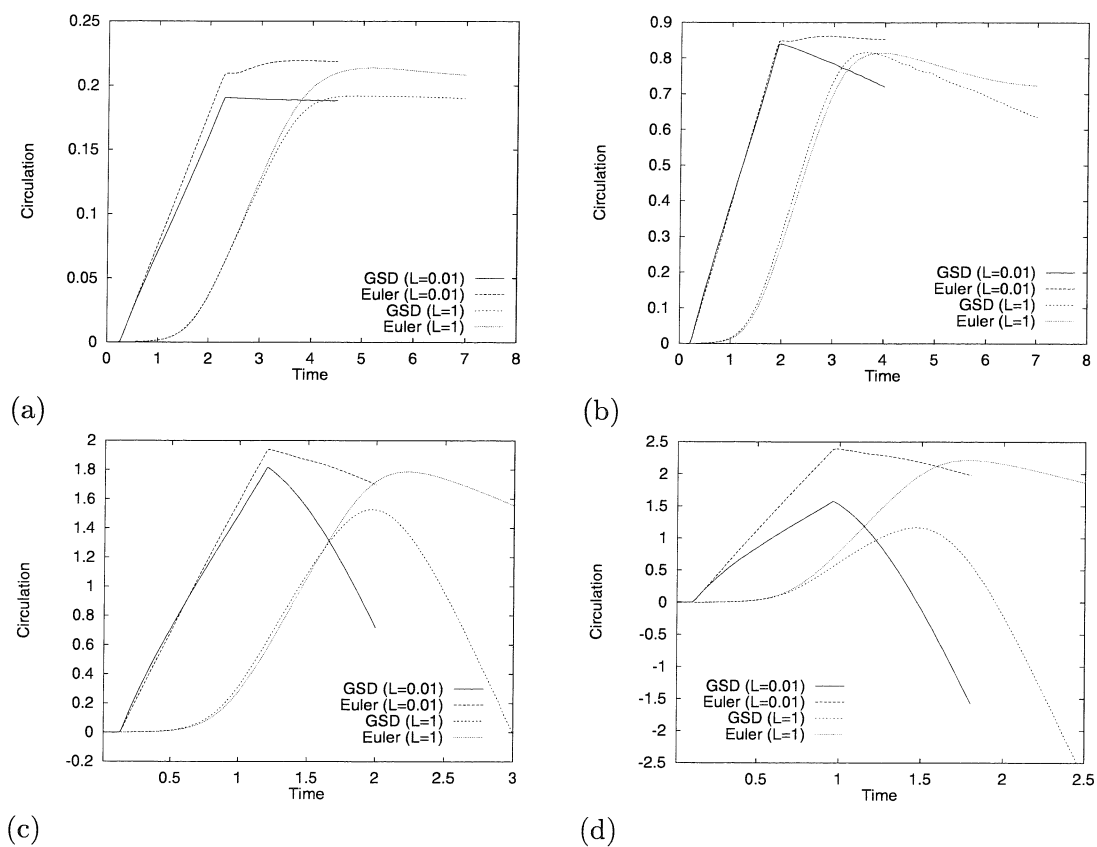 0.25
0.2
0.15
0.1
0.05
0
Circulation
GSD (L=0.01)
Euler (L=0.01)
GSD (L=1)
Euler (L=1)
0 1 2 3 4 5 6 7 8
Time
(a)
0.9
0.8
0.7
0.6
0.5
0.4
0.3
0.2
0.1
0
Circulation
GSD (L=0.01)
Euler (L=0.01)
GSD (L=1)
Euler (L=1)
0 1 2 3 4 5 6 7 8
Time
(b)
2
1.8
1.6
1.4
1.2
1
0.8
0.6
0.4
0.2
0
-0.2
Circulation
GSD (L=0.01)
Euler (L=0.01)
GSD (L=1)
Euler (L=1)
0.5 1 1.5 2 2.5 3
Time
(c)
2.5
2
1.5
1
0.5
0
-0.5
-1
-1.5
-2
-2.5
Circulation
GSD (L=0.01)
Euler (L=0.01)
GSD (L=1)
Euler (L=1)
0.5 1 1.5 2 2.5
Time
(d)